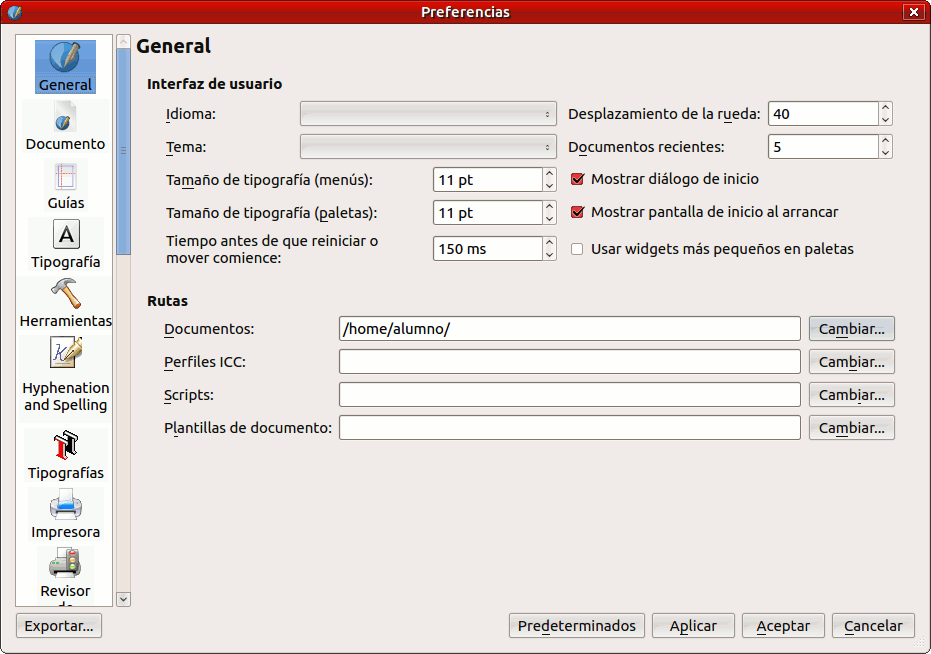 Preferencias
General
Documento
Guías
Tipografía
Herramientas
Hyphenation
and Spelling
Tipografías
Impresora
Revisor
General
Interfaz de usuario
Idioma:
Desplazamiento de la rueda: 40
Tema:
Documentos recientes: 5
Tamaño de tipografía (menús): 11 pt
Mostrar diálogo de inicio
Tamaño de tipografía (paletas): 11 pt
Mostrar pantalla de inicio al arrancar
Tiempo antes de que reiniciar o
mover comience: 150 ms
Usar widgets más pequeños en paletas
Rutas
Documentos: /home/alumno/ Cambiar...
Perfiles ICC: Cambiar...
Scripts: Cambiar...
Plantillas de documento: Cambiar...
Exportar... Predeterminados Aplicar Aceptar Cancelar